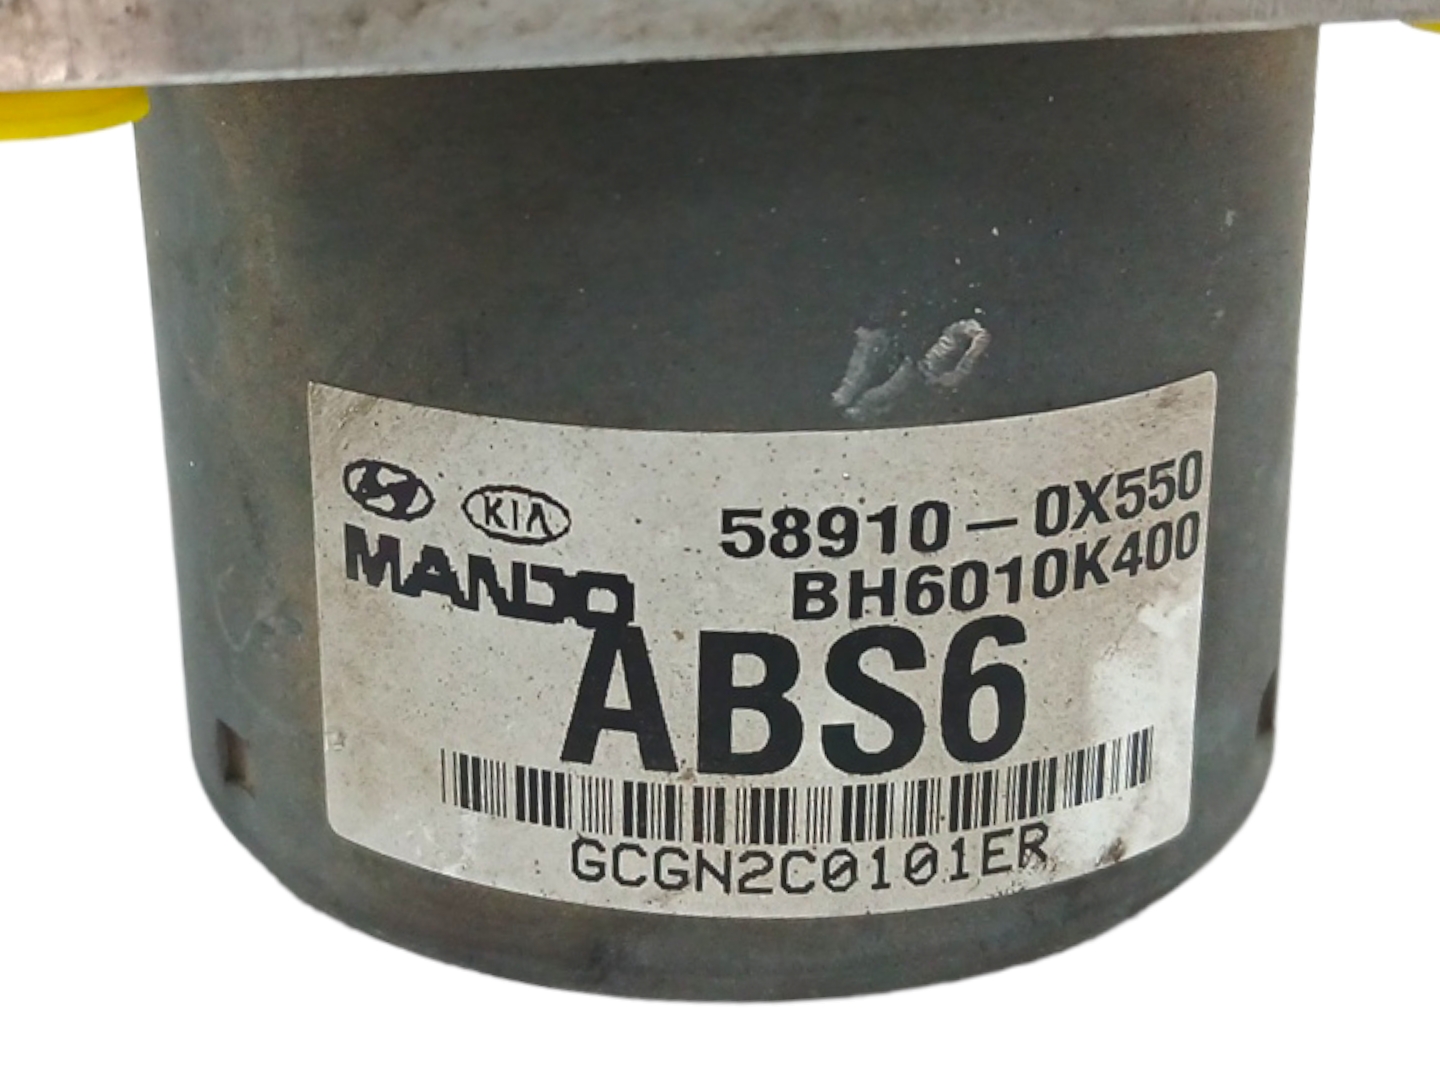 KIA
MANDO
58910-0X550
BH6010K400
ABS6
GCGN2C0101ER